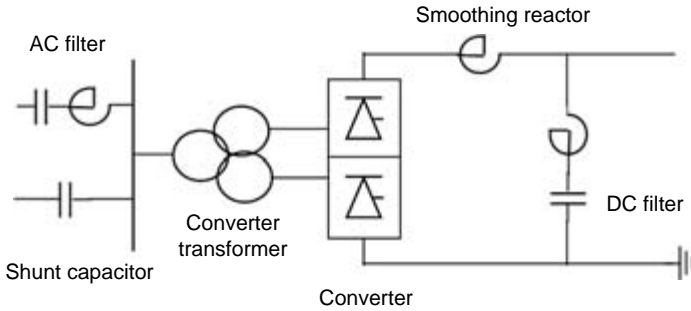 Smoothing reactor
AC filter
Converter
transformer
DC filter
Shunt capacitor
Converter